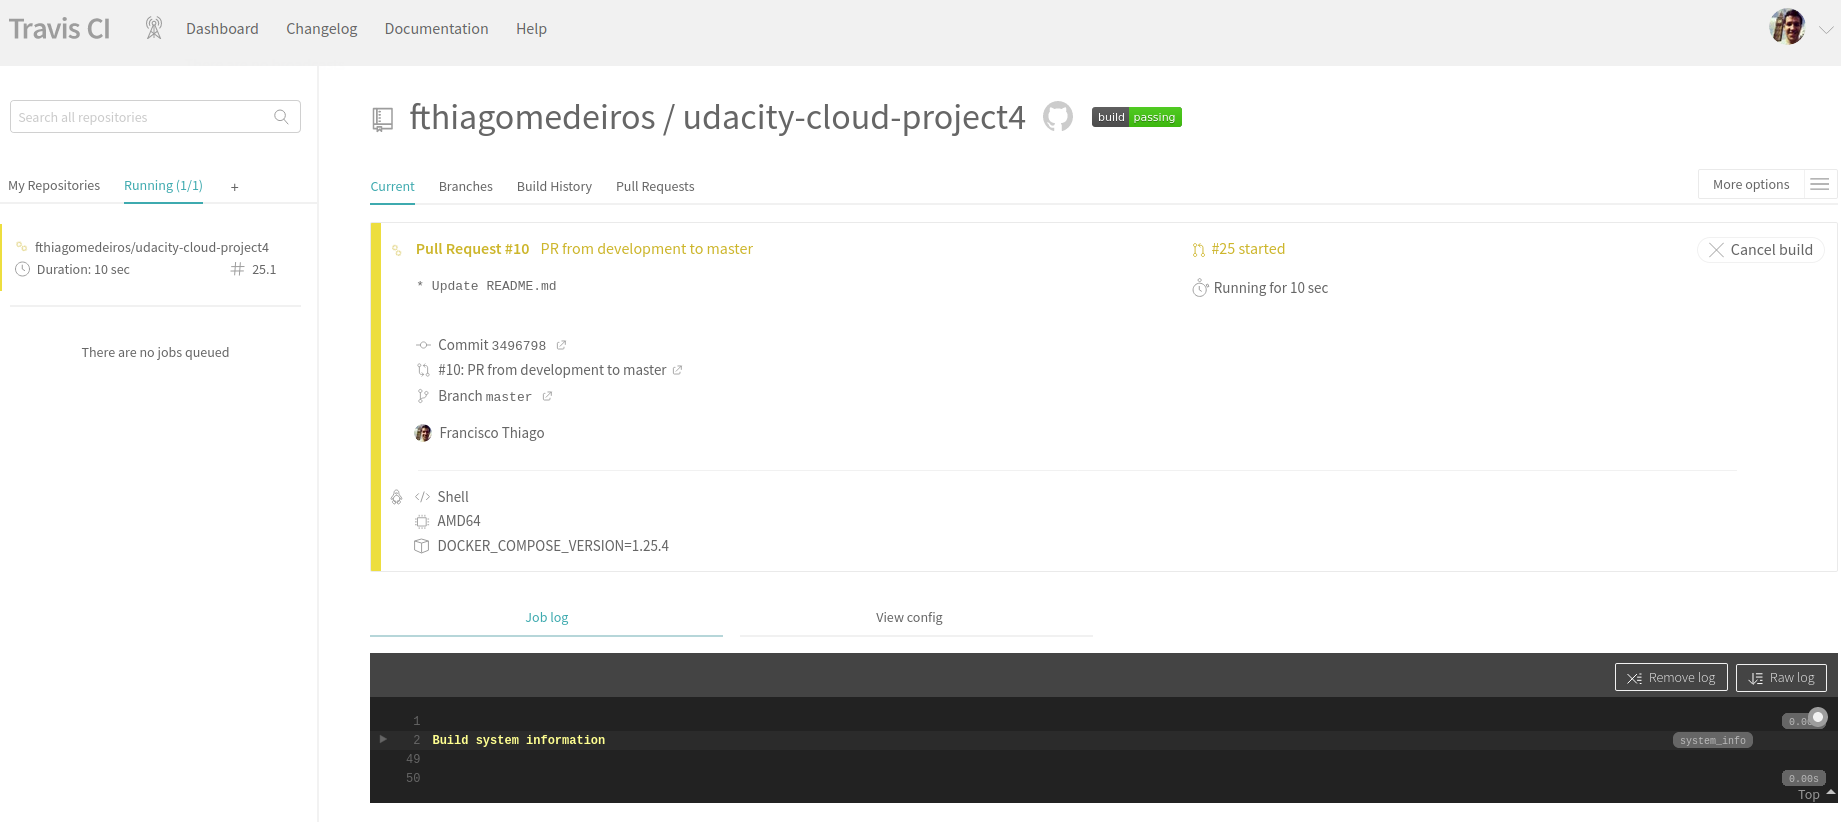 Travis CI
Dashboard Changelog Documentation Help
Search all repositories
My Repositories Running (1/1) +
fthiagomedeiros/udacity-cloud-project4
Duration: 10 sec # 25.1
There are no jobs queued
fthiagomedeiros / udacity-cloud-project4 build passing
Current Branches Build History Pull Requests More options
Pull Request #10 PR from development to master #25 started Cancel build
* Update README.md Running for 10 sec
Commit 3496798
#10: PR from development to master
Branch master
Francisco Thiago
</> Shell
AMD64
DOCKER_COMPOSE_VERSION=1.25.4
Job log View config
Remove log Raw log
1
2 Build system information system_info
49
50 0.00s
Top